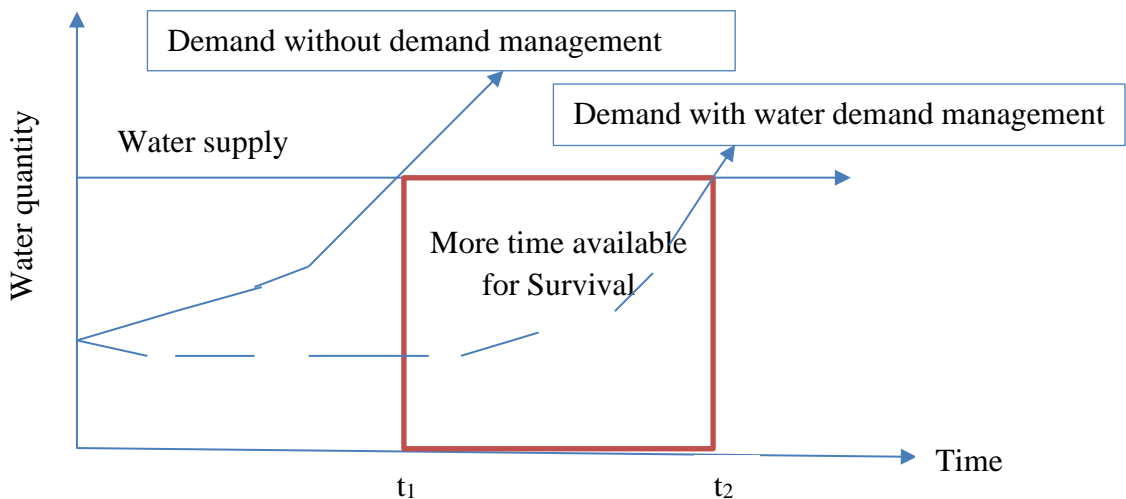 Demand without demand management
Demand with water demand management
Water supply
Water quantity
More time available
for Survival
Time
t₁
t₂